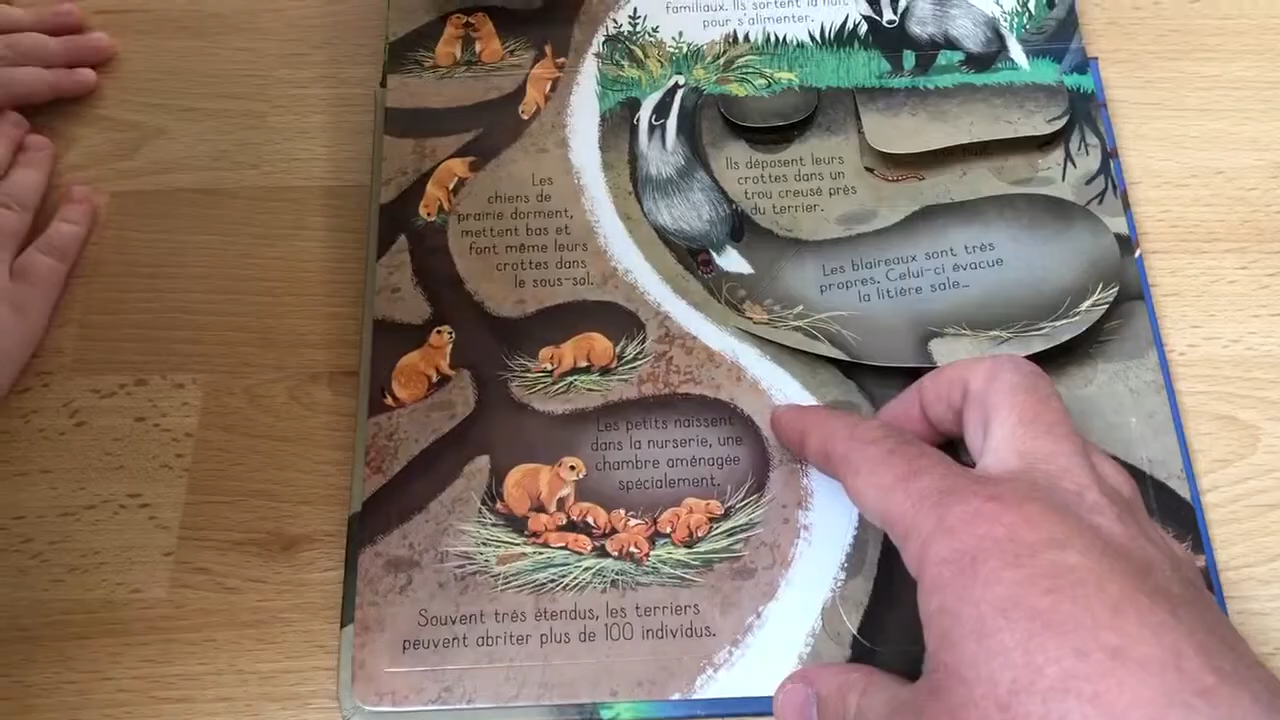 familiaux. Ils sortent la nuit
pour s'alimenter.
Ils déposent leurs
crottes dans un
trou creusé près
du terrier.
Les
chiens de
prairie dorment,
mettent bas et
font même leurs
crottes dans
le sous-sol.
Les blaireaux sont très
propres. Celui-ci évacue
la litière sale…
Les petits naissent
dans la nurserie, une
chambre aménagée
spécialement.
Souvent très étendus, les terriers
peuvent abriter plus de 100 individus.